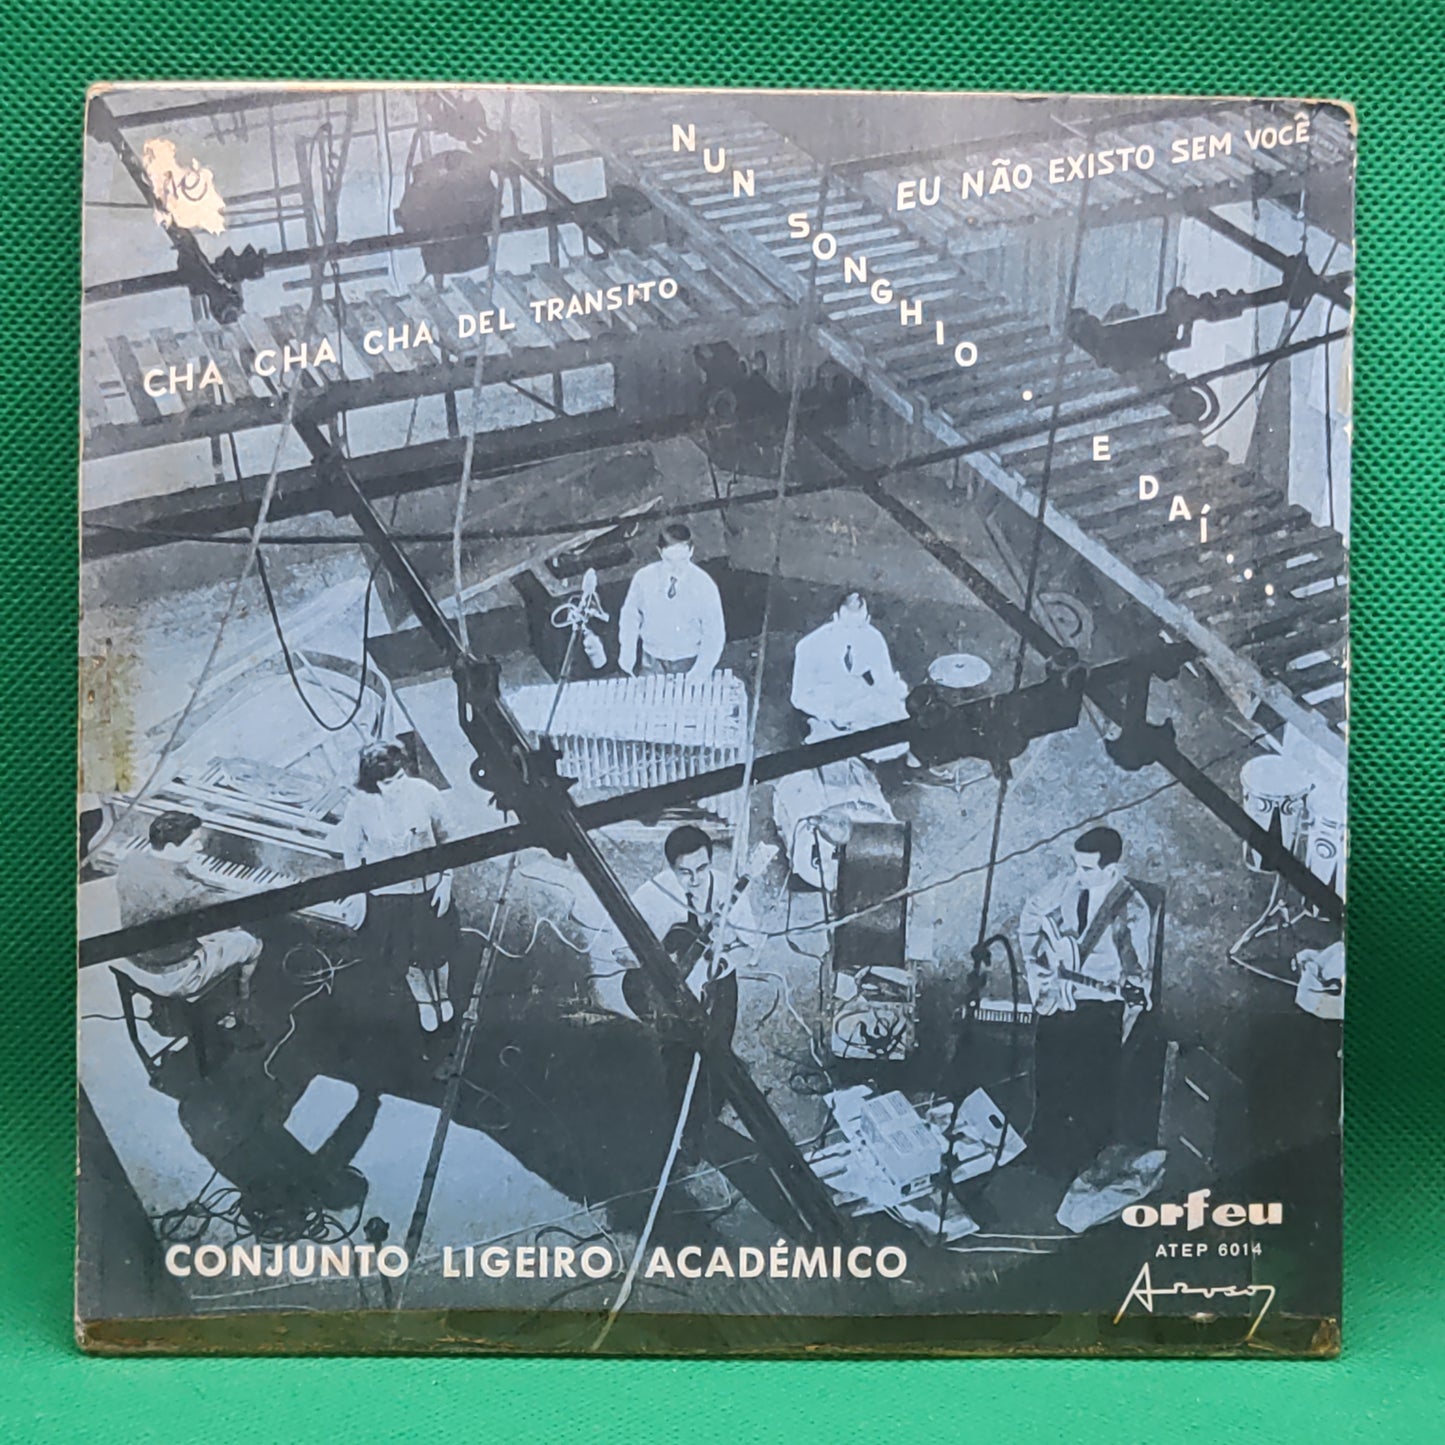 NUN SONGHIO . E DAÍ...
EU NÃO EXISTO SEM VOCÊ
CHA CHA CHA DEL TRANSITO
CONJUNTO LIGEIRO ACADÉMICO
orfeu
ATEP 6014